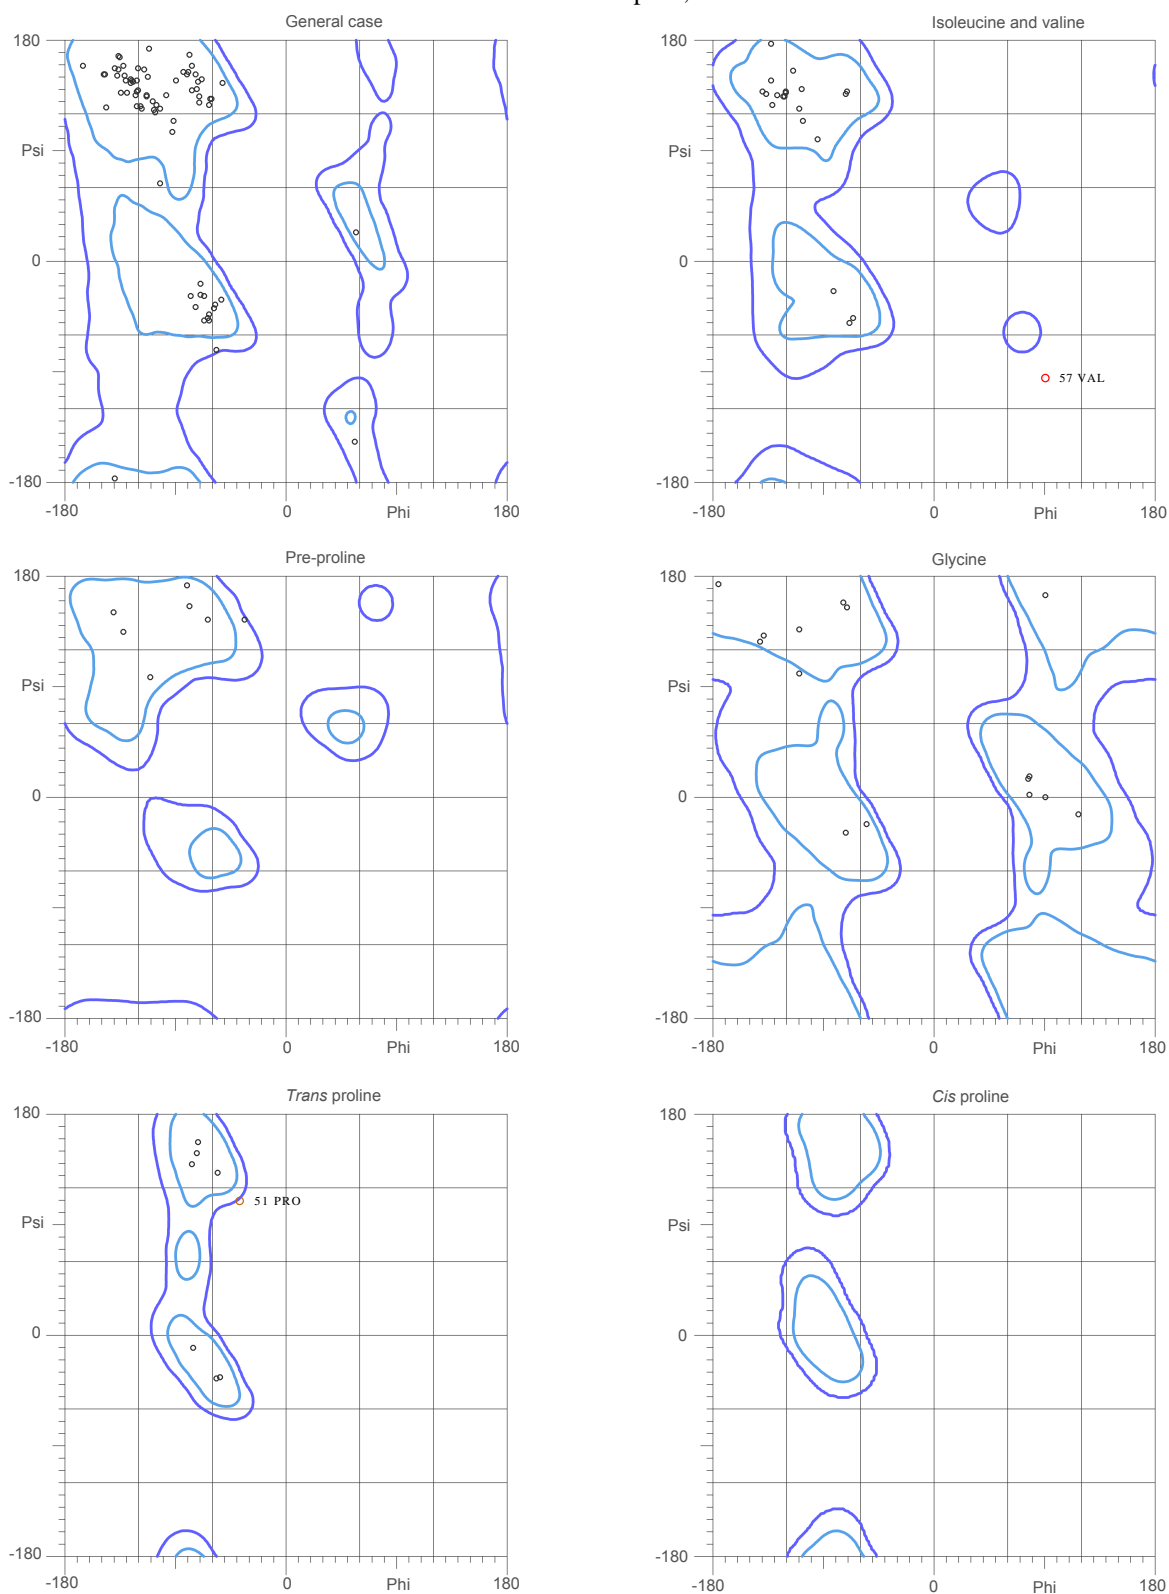 General case
180
Psi
0
-180
-180
0
Phi
180
Isoleucine and valine
180
Psi
0
57 VAL
-180
-180
0
Phi
180
Pre-proline
180
Psi
0
-180
-180
0
Phi
180
Glycine
180
Psi
0
-180
-180
0
Phi
180
Trans proline
180
51 PRO
Psi
0
-180
-180
0
Phi
180
Cis proline
180
Psi
0
-180
-180
0
Phi
180